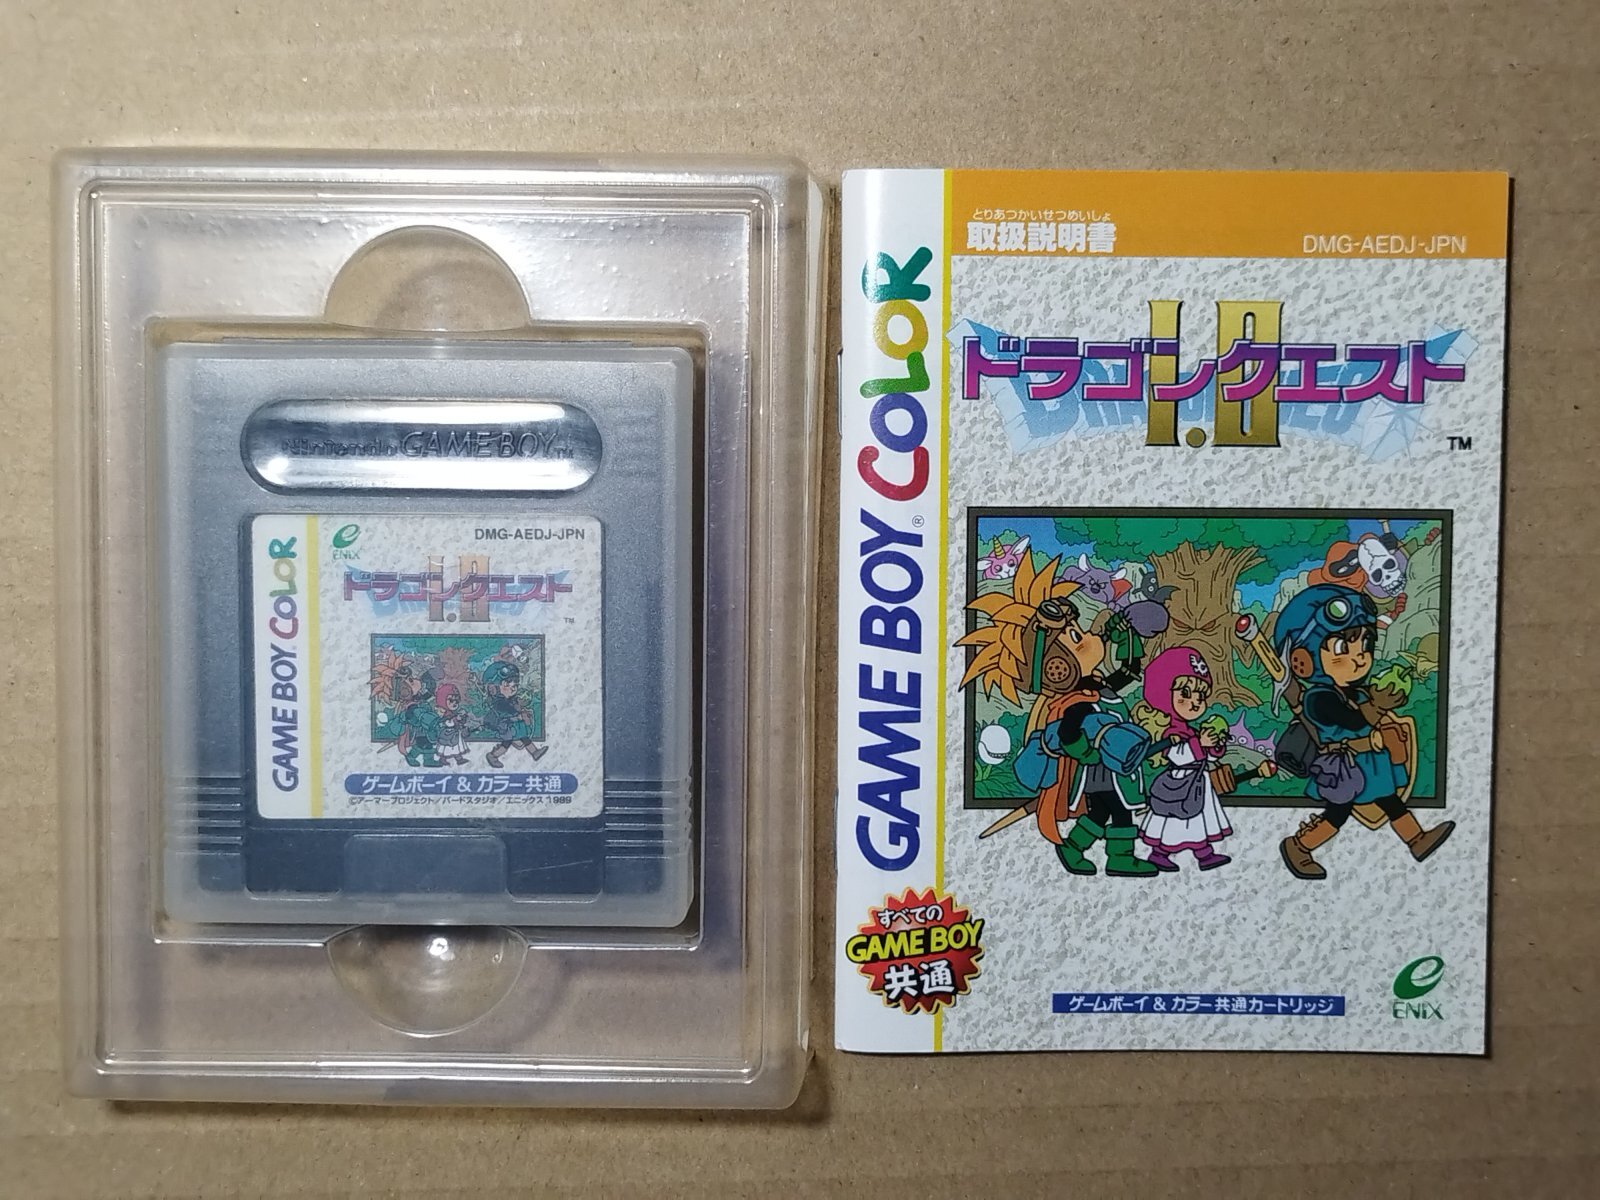 Nintendo GAME BOY TM
GAME BOY COLOR
ENIX
DMG-AEDJ-JPN
ドラゴンクエスト
I・II
TM
ゲームボーイ & カラー共通
©アーマープロジェクト/バードスタジオ/エニックス 1999
とりあつかいせつめいしょ
取扱説明書
DMG-AEDJ-JPN
GAME BOY® COLOR
I・II
ドラゴンクエスト
TM
すべての
GAME BOY
共通
ゲームボーイ & カラー共通カートリッジ
ENIX